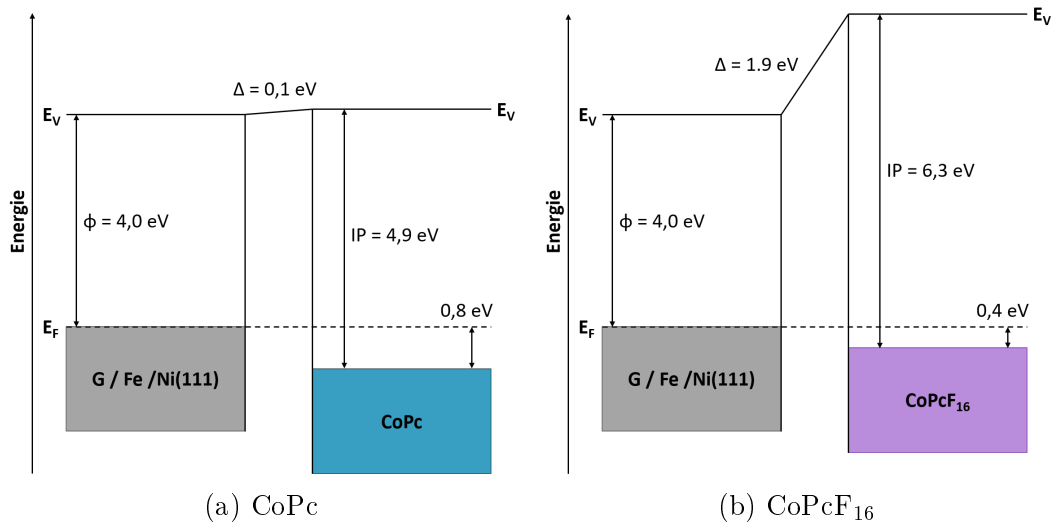 Energie
E_V
Δ = 0,1 eV
E_V
ϕ = 4,0 eV
IP = 4,9 eV
0,8 eV
E_F
G / Fe /Ni(111)
CoPc
(a) CoPc
Energie
E_V
Δ = 1.9 eV
E_V
IP = 6,3 eV
ϕ = 4,0 eV
0,4 eV
E_F
G / Fe /Ni(111)
CoPcF₁₆
(b) CoPcF₁₆